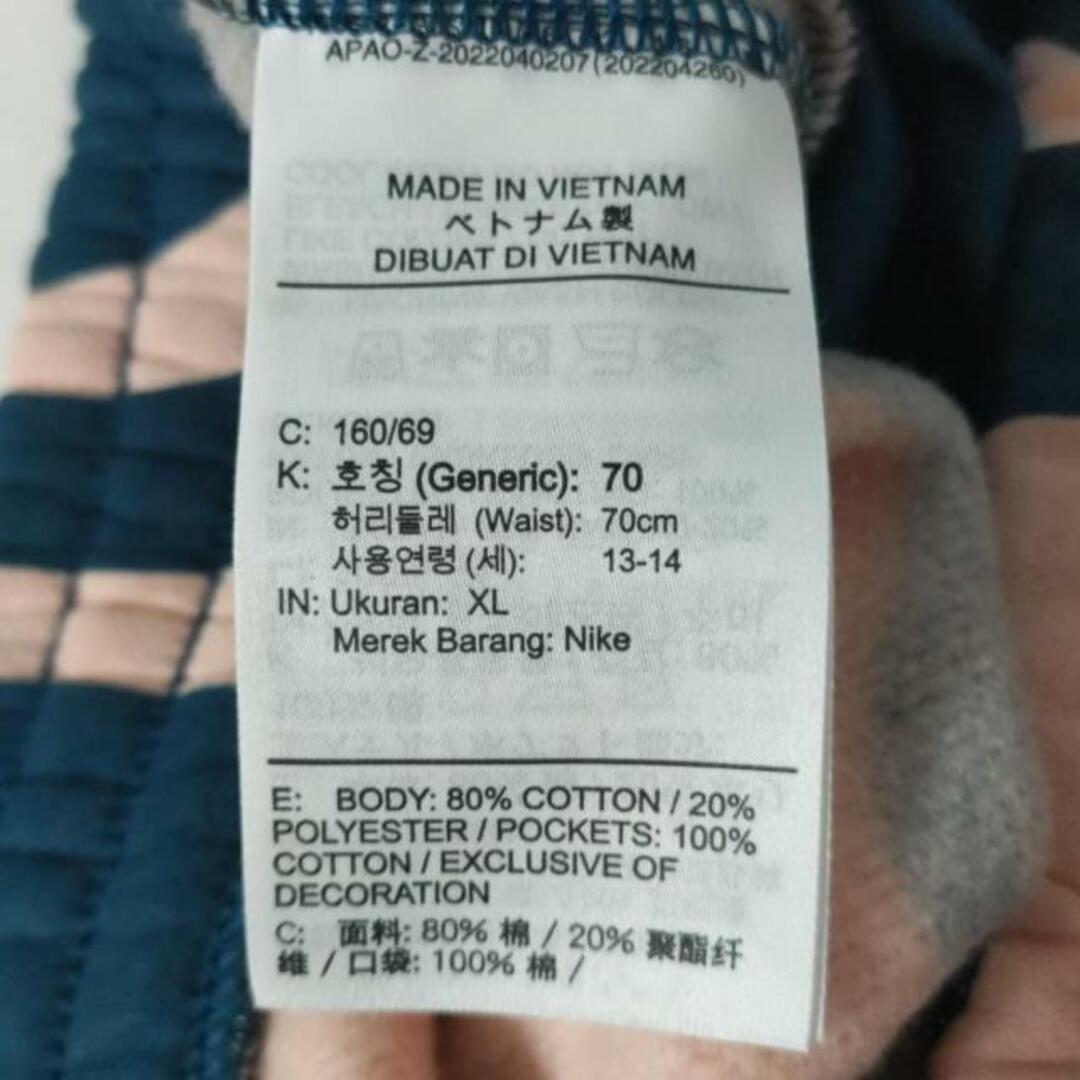 APAO-Z-2022040207(202204260)
MADE IN VIETNAM
ベトナム製
DIBUAT DI VIETNAM
C: 160/69
K: 호칭 (Generic): 70
허리둘레 (Waist): 70cm
사용연령 (세): 13-14
IN: Ukuran: XL
Merek Barang: Nike
E: BODY: 80% COTTON / 20%
POLYESTER / POCKETS: 100%
COTTON / EXCLUSIVE OF
DECORATION
C: 面料: 80% 棉 / 20% 聚酯纤
维 / 口袋: 100% 棉 /